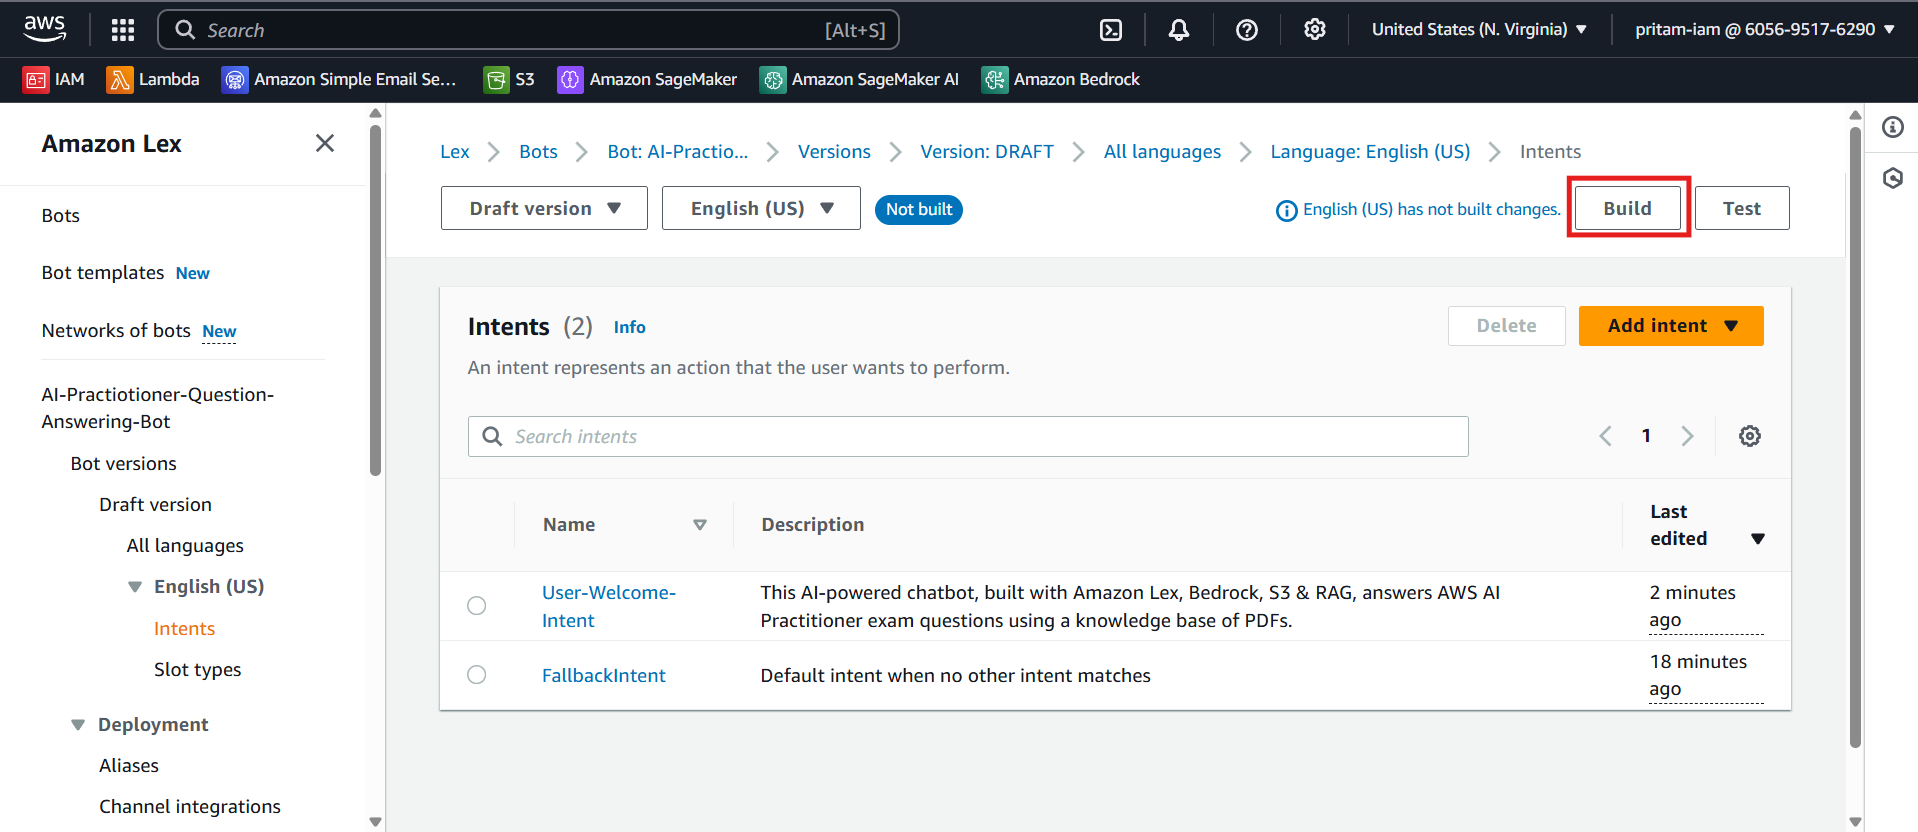 aws
Search [Alt+S] United States (N. Virginia) pritam-iam @ 6056-9517-6290
IAM Lambda Amazon Simple Email Se... S3 Amazon SageMaker Amazon SageMaker AI Amazon Bedrock
Amazon Lex
Bots
Bot templates New
Networks of bots New
AI-Practiotioner-Question-
Answering-Bot
Bot versions
Draft version
All languages
English (US)
Intents
Slot types
Deployment
Aliases
Channel integrations
Lex Bots Bot: AI-Practio... Versions Version: DRAFT All languages Language: English (US) Intents
Draft version English (US) Not built English (US) has not built changes. Build Test
Intents (2) Info Delete Add intent
An intent represents an action that the user wants to perform.
Search intents 1
Name Description Last
edited
User-Welcome-
Intent
This AI-powered chatbot, built with Amazon Lex, Bedrock, S3 & RAG, answers AWS AI
Practitioner exam questions using a knowledge base of PDFs.
2 minutes
ago
FallbackIntent Default intent when no other intent matches
18 minutes
ago